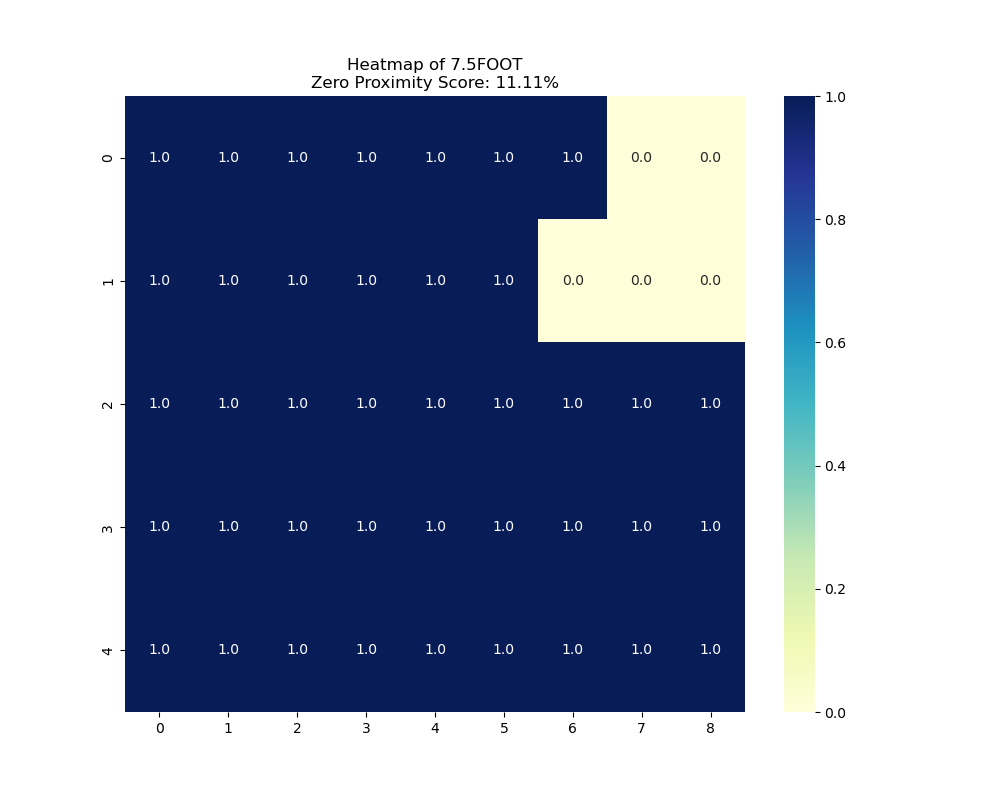 Heatmap of 7.5FOOT
Zero Proximity Score: 11.11%
1.0
0 1.0 1.0 1.0 1.0 1.0 1.0 1.0 0.0 0.0
0.8
1 1.0 1.0 1.0 1.0 1.0 1.0 0.0 0.0 0.0
0.6
2 1.0 1.0 1.0 1.0 1.0 1.0 1.0 1.0 1.0
0.4
3 1.0 1.0 1.0 1.0 1.0 1.0 1.0 1.0 1.0
0.2
4 1.0 1.0 1.0 1.0 1.0 1.0 1.0 1.0 1.0
0.0
0 1 2 3 4 5 6 7 8